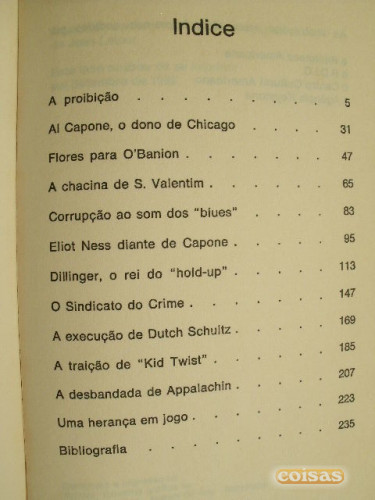 Indice
A proibição . . . . . . . . 5
Al Capone, o dono de Chicago . . . . 31
Flores para O'Banion . . . . . . 47
A chacina de S. Valentim . . . . . 65
Corrupção ao som dos "blues" . . . . 83
Eliot Ness diante de Capone . . . . . 95
Dillinger, o rei do "hold-up" . . . . . 113
O Sindicato do Crime . . . . . . 147
A execução de Dutch Schultz . . . . . 169
A traição de "Kid Twist" . . . . . 185
A desbandada de Appalachin . . . . . 207
Uma herança em jogo . . . . . . 223
Bibliografia . . . . . . . 235
coisas